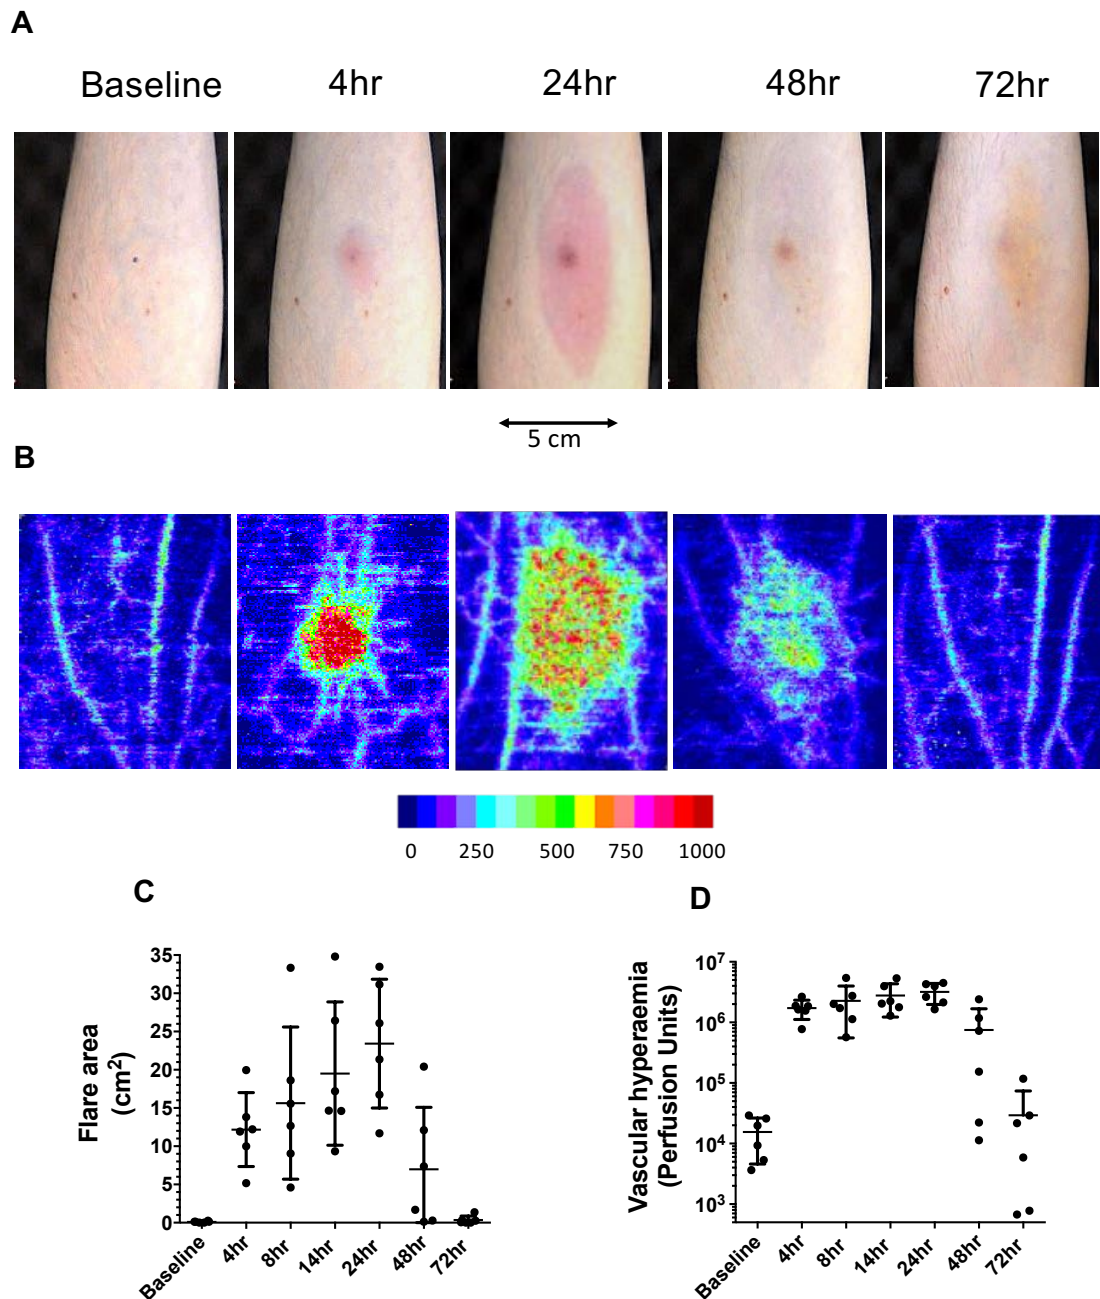 A
Baseline 4hr 24hr 48hr 72hr
5 cm
B
0 250 500 750 1000
C
Flare area
(cm²)
35
30
25
20
15
10
5
0
Baseline 4hr 8hr 14hr 24hr 48hr 72hr
D
Vascular hyperaemia
(Perfusion Units)
10⁷
10⁶
10⁵
10⁴
10³
Baseline 4hr 8hr 14hr 24hr 48hr 72hr